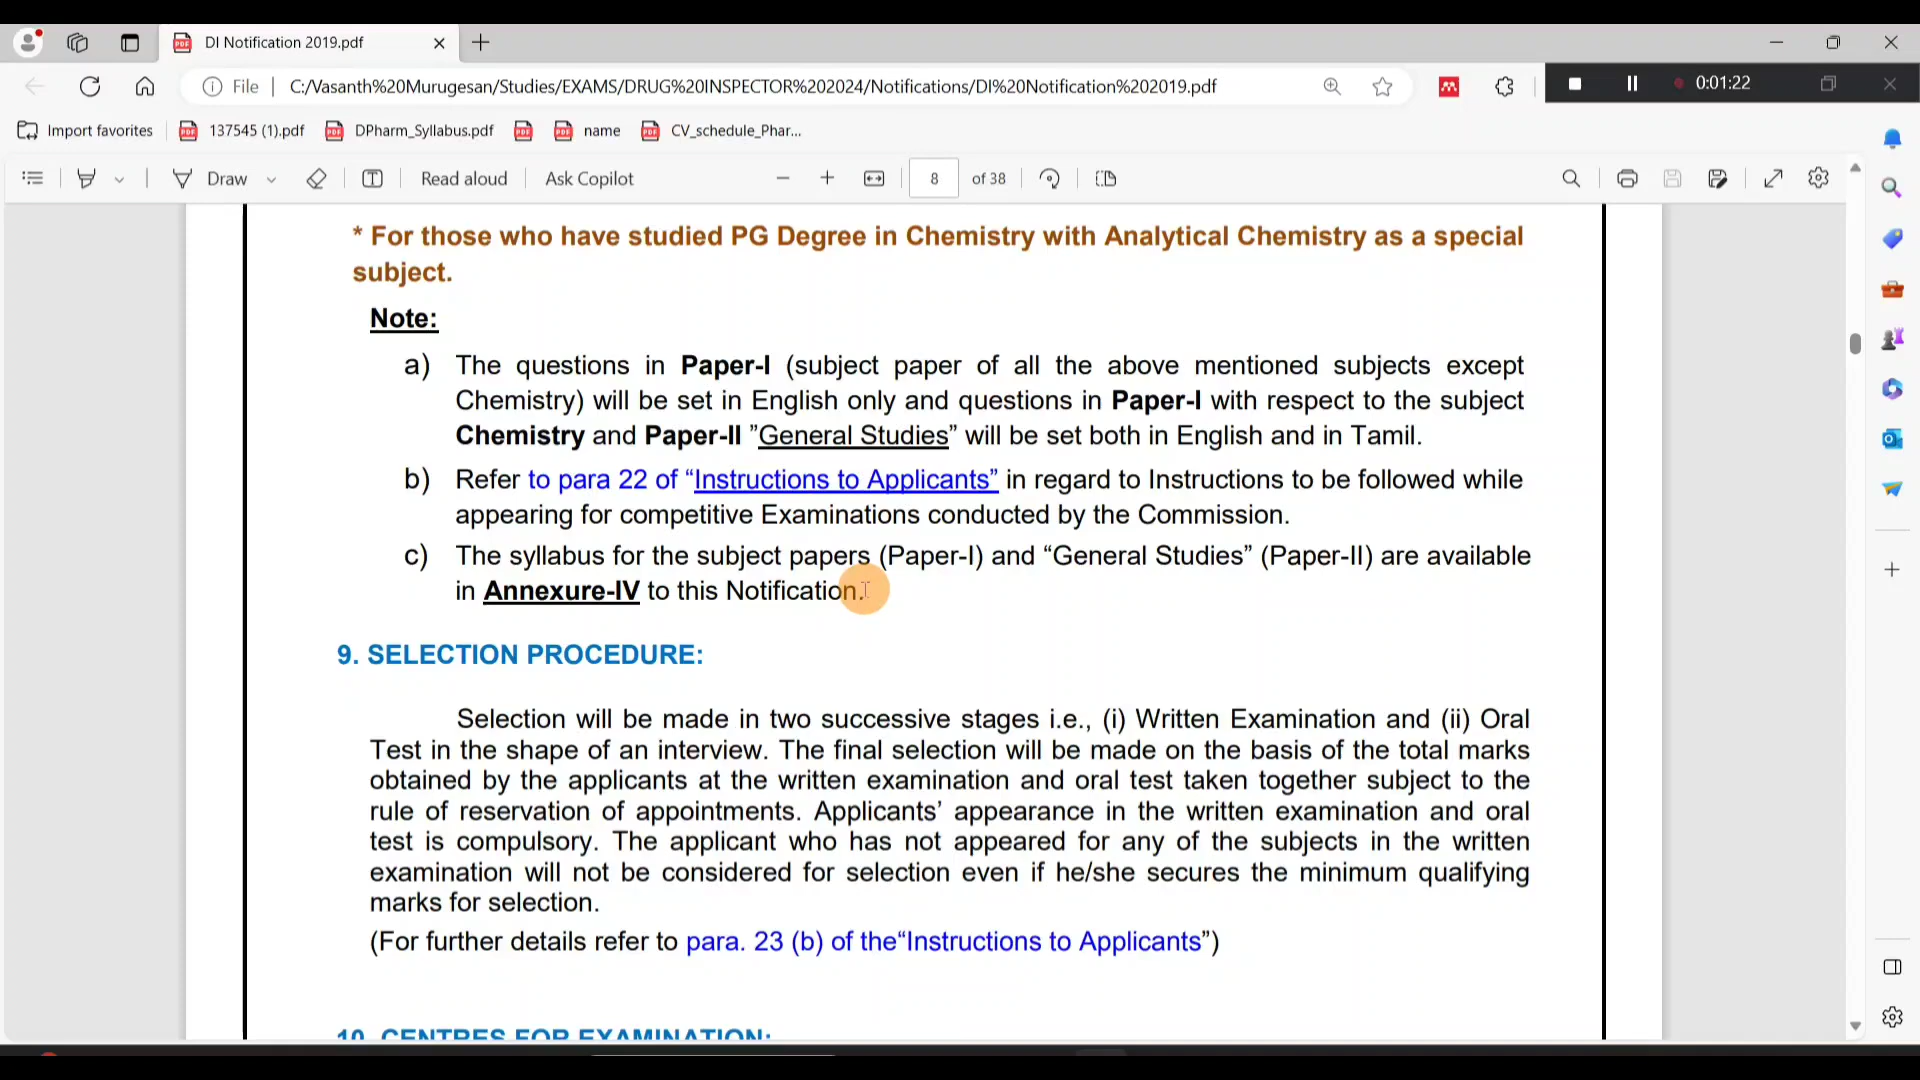 DI Notification 2019.pdf
File
C:/Vasanth%20Murugesan/Studies/EXAMS/DRUG%20INSPECTOR%202024/Notifications/DI%20Notification%202019.pdf
0:01:22
Import favorites
137545 (1).pdf
DPharm_Syllabus.pdf
name
CV_schedule_Phar...
Draw
Read aloud
Ask Copilot
8
of 38
* For those who have studied PG Degree in Chemistry with Analytical Chemistry as a special
subject.
Note:
a) The questions in Paper-I (subject paper of all the above mentioned subjects except
Chemistry) will be set in English only and questions in Paper-I with respect to the subject
Chemistry and Paper-II ”General Studies” will be set both in English and in Tamil.
b) Refer to para 22 of “Instructions to Applicants” in regard to Instructions to be followed while
appearing for competitive Examinations conducted by the Commission.
c) The syllabus for the subject papers (Paper-I) and “General Studies” (Paper-II) are available
in Annexure-IV to this Notification.
9. SELECTION PROCEDURE:
Selection will be made in two successive stages i.e., (i) Written Examination and (ii) Oral
Test in the shape of an interview. The final selection will be made on the basis of the total marks
obtained by the applicants at the written examination and oral test taken together subject to the
rule of reservation of appointments. Applicants’ appearance in the written examination and oral
test is compulsory. The applicant who has not appeared for any of the subjects in the written
examination will not be considered for selection even if he/she secures the minimum qualifying
marks for selection.
(For further details refer to para. 23 (b) of the“Instructions to Applicants”)
10. CENTRES FOR EXAMINATION: